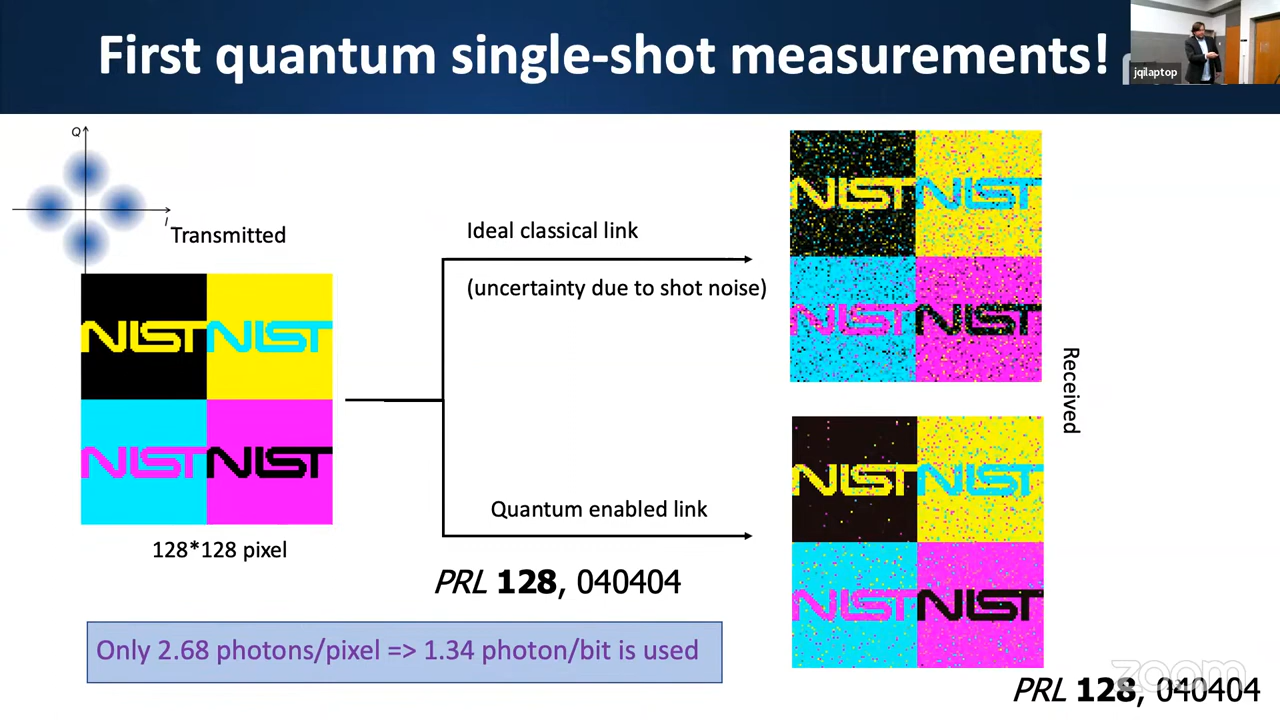 First quantum single-shot measurements!
jqilaptop
Q
I
Transmitted
NIST NIST
NIST NIST
128*128 pixel
Ideal classical link
(uncertainty due to shot noise)
Quantum enabled link
PRL 128, 040404
Only 2.68 photons/pixel => 1.34 photon/bit is used
NIST NIST
NIST NIST
Received
NIST NIST
NIST NIST
zoom
PRL 128, 040404